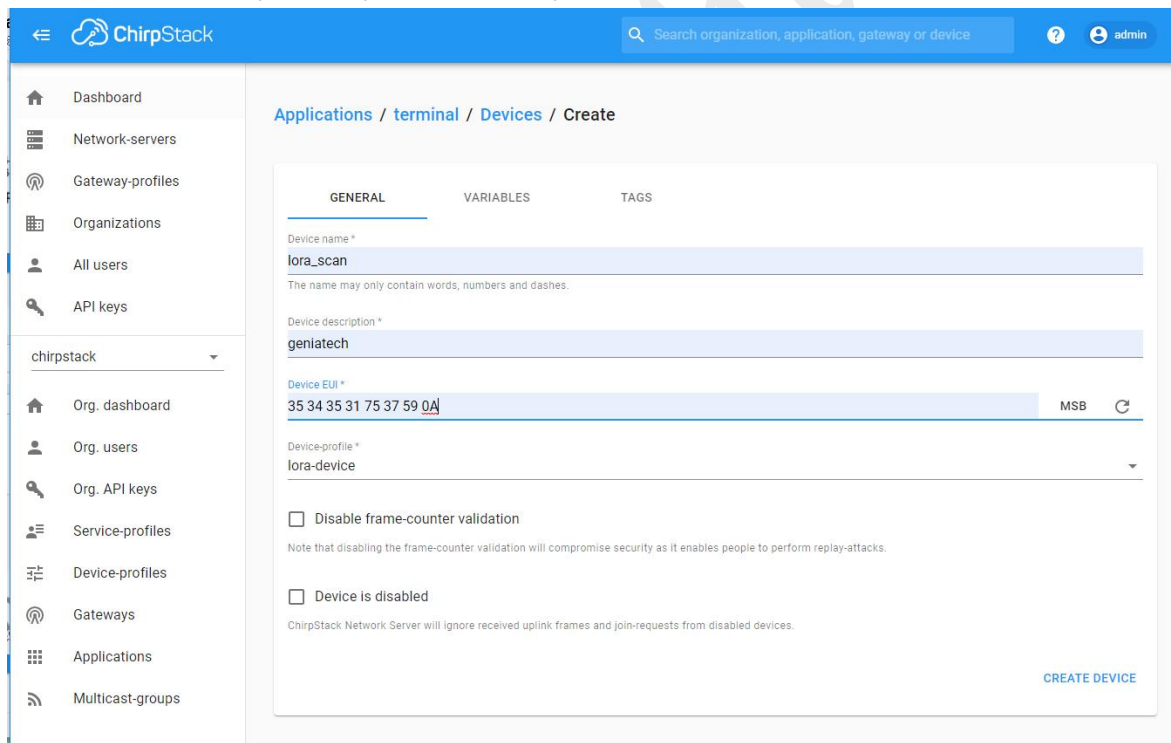 ChirpStack
Search organization, application, gateway or device
?
admin
Dashboard
Network-servers
Gateway-profiles
Organizations
All users
API keys
chirpstack
Org. dashboard
Org. users
Org. API keys
Service-profiles
Device-profiles
Gateways
Applications
Multicast-groups
Applications / terminal / Devices / Create
GENERAL VARIABLES TAGS
Device name *
lora_scan
The name may only contain words, numbers and dashes.
Device description *
geniatech
Device EUI *
35 34 35 31 75 37 59 0A MSB
Device-profile *
lora-device
Disable frame-counter validation
Note that disabling the frame-counter validation will compromise security as it enables people to perform replay-attacks.
Device is disabled
ChirpStack Network Server will ignore received uplink frames and join-requests from disabled devices.
CREATE DEVICE